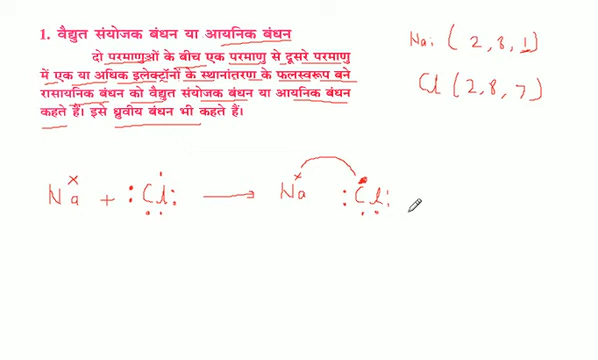 1. वैद्युत संयोजक बंधन या आयनिक बंधन
दो परमाणुओं के बीच एक परमाणु से दूसरे परमाणु
में एक या अधिक इलेक्ट्रॉनों के स्थानांतरण के फलस्वरूप बने
रासायनिक बंधन को वैद्युत संयोजक बंधन या आयनिक बंधन
कहते हैं। इसे ध्रुवीय बंधन भी कहते हैं।
Na: (2,8,1)
Cl (2,8,7)
Na + Cl → Na Cl